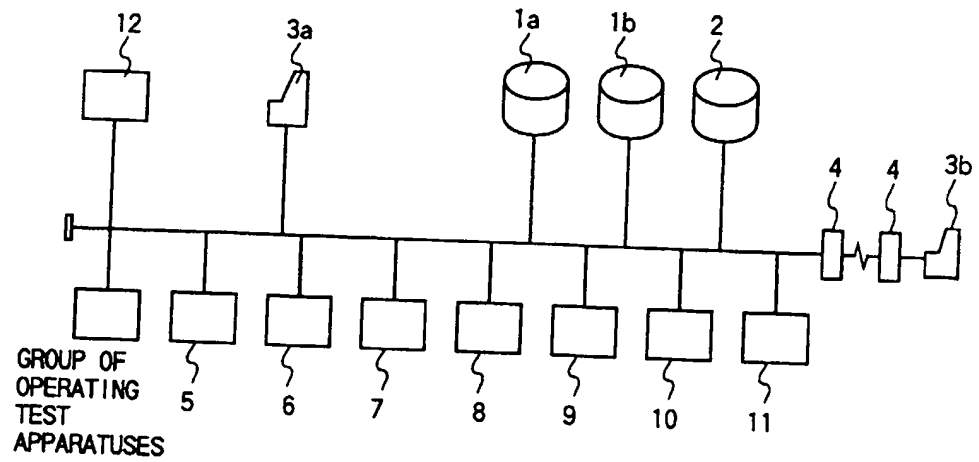 12
3a
1a
1b
2
4
4
3b
GROUP OF
OPERATING
TEST
APPARATUSES
5
6
7
8
9
10
11